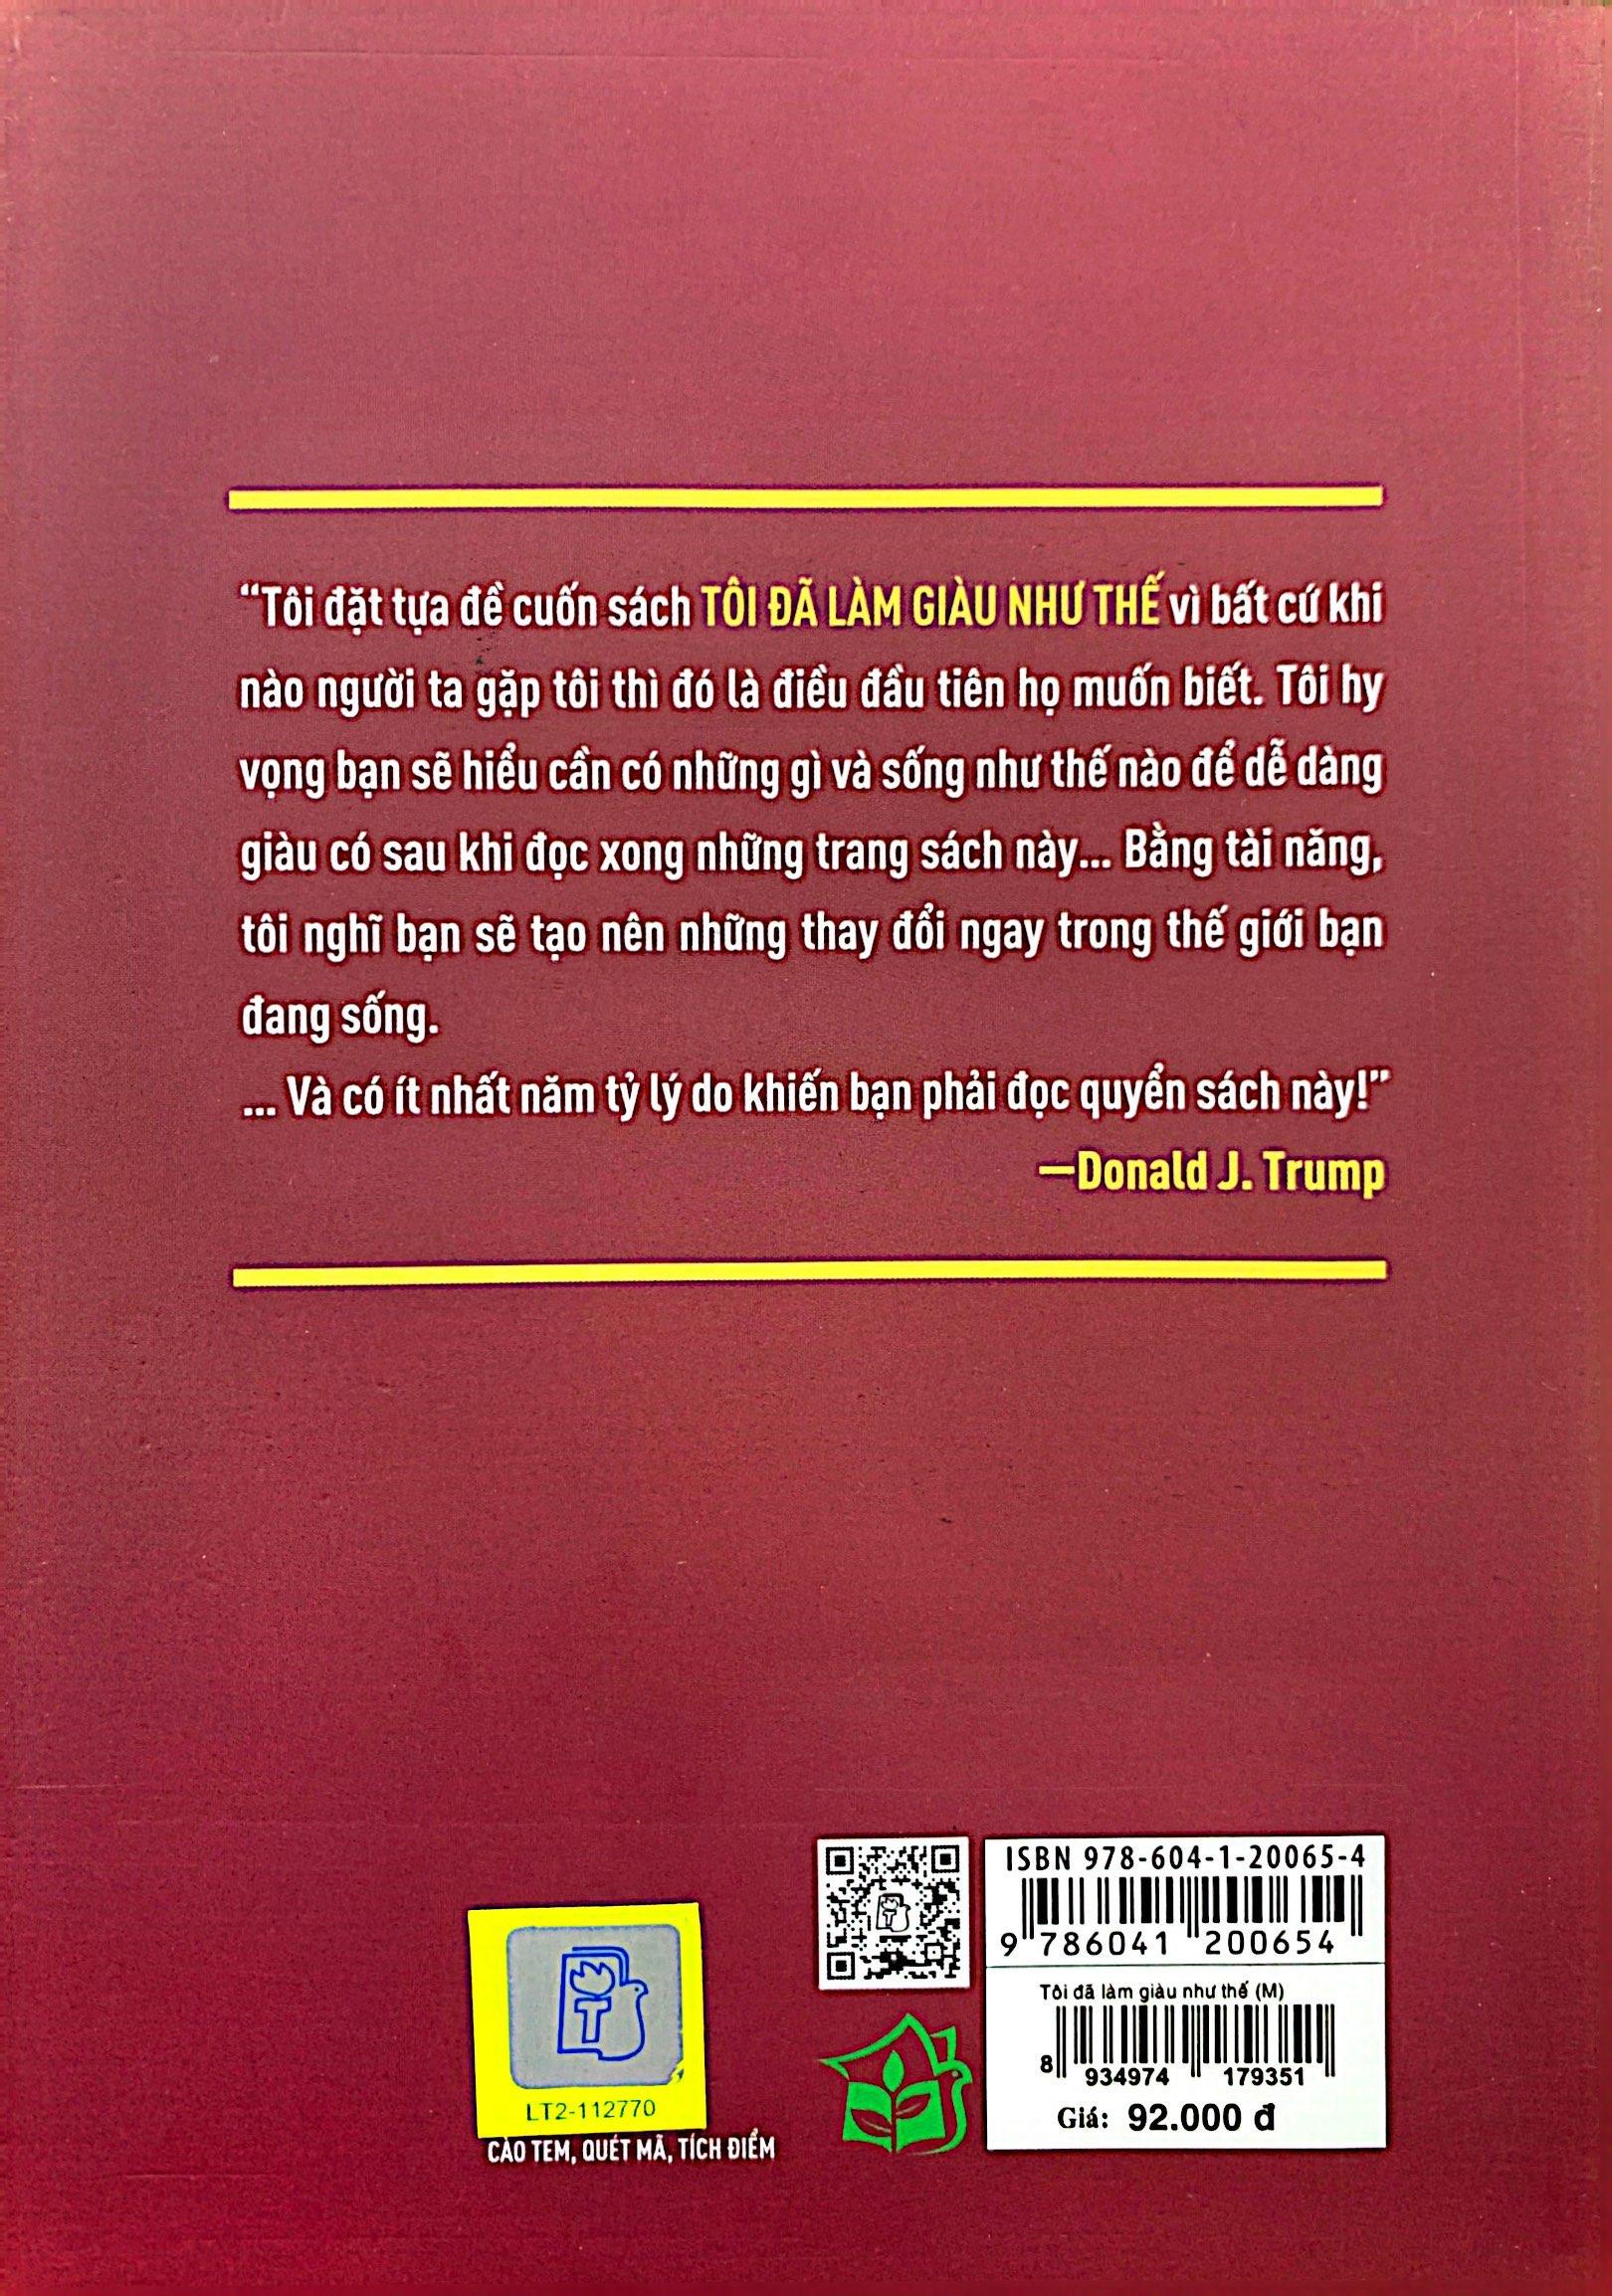 “Tôi đặt tựa đề cuốn sách TÔI ĐÃ LÀM GIÀU NHƯ THẾ vì bất cứ khi
nào người ta gặp tôi thì đó là điều đầu tiên họ muốn biết. Tôi hy
vọng bạn sẽ hiểu cần có những gì và sống như thế nào để dễ dàng
giàu có sau khi đọc xong những trang sách này... Bằng tài năng,
tôi nghĩ bạn sẽ tạo nên những thay đổi ngay trong thế giới bạn
đang sống.
... Và có ít nhất năm tỷ lý do khiến bạn phải đọc quyển sách này!”
—Donald J. Trump
ISBN 978-604-1-20065-4
9 786041 200654
Tôi đã làm giàu như thế (M)
8 934974 179351
Giá: 92.000 đ
T
LT2-112770
CÀO TEM, QUÉT MÃ, TÍCH ĐIỂM